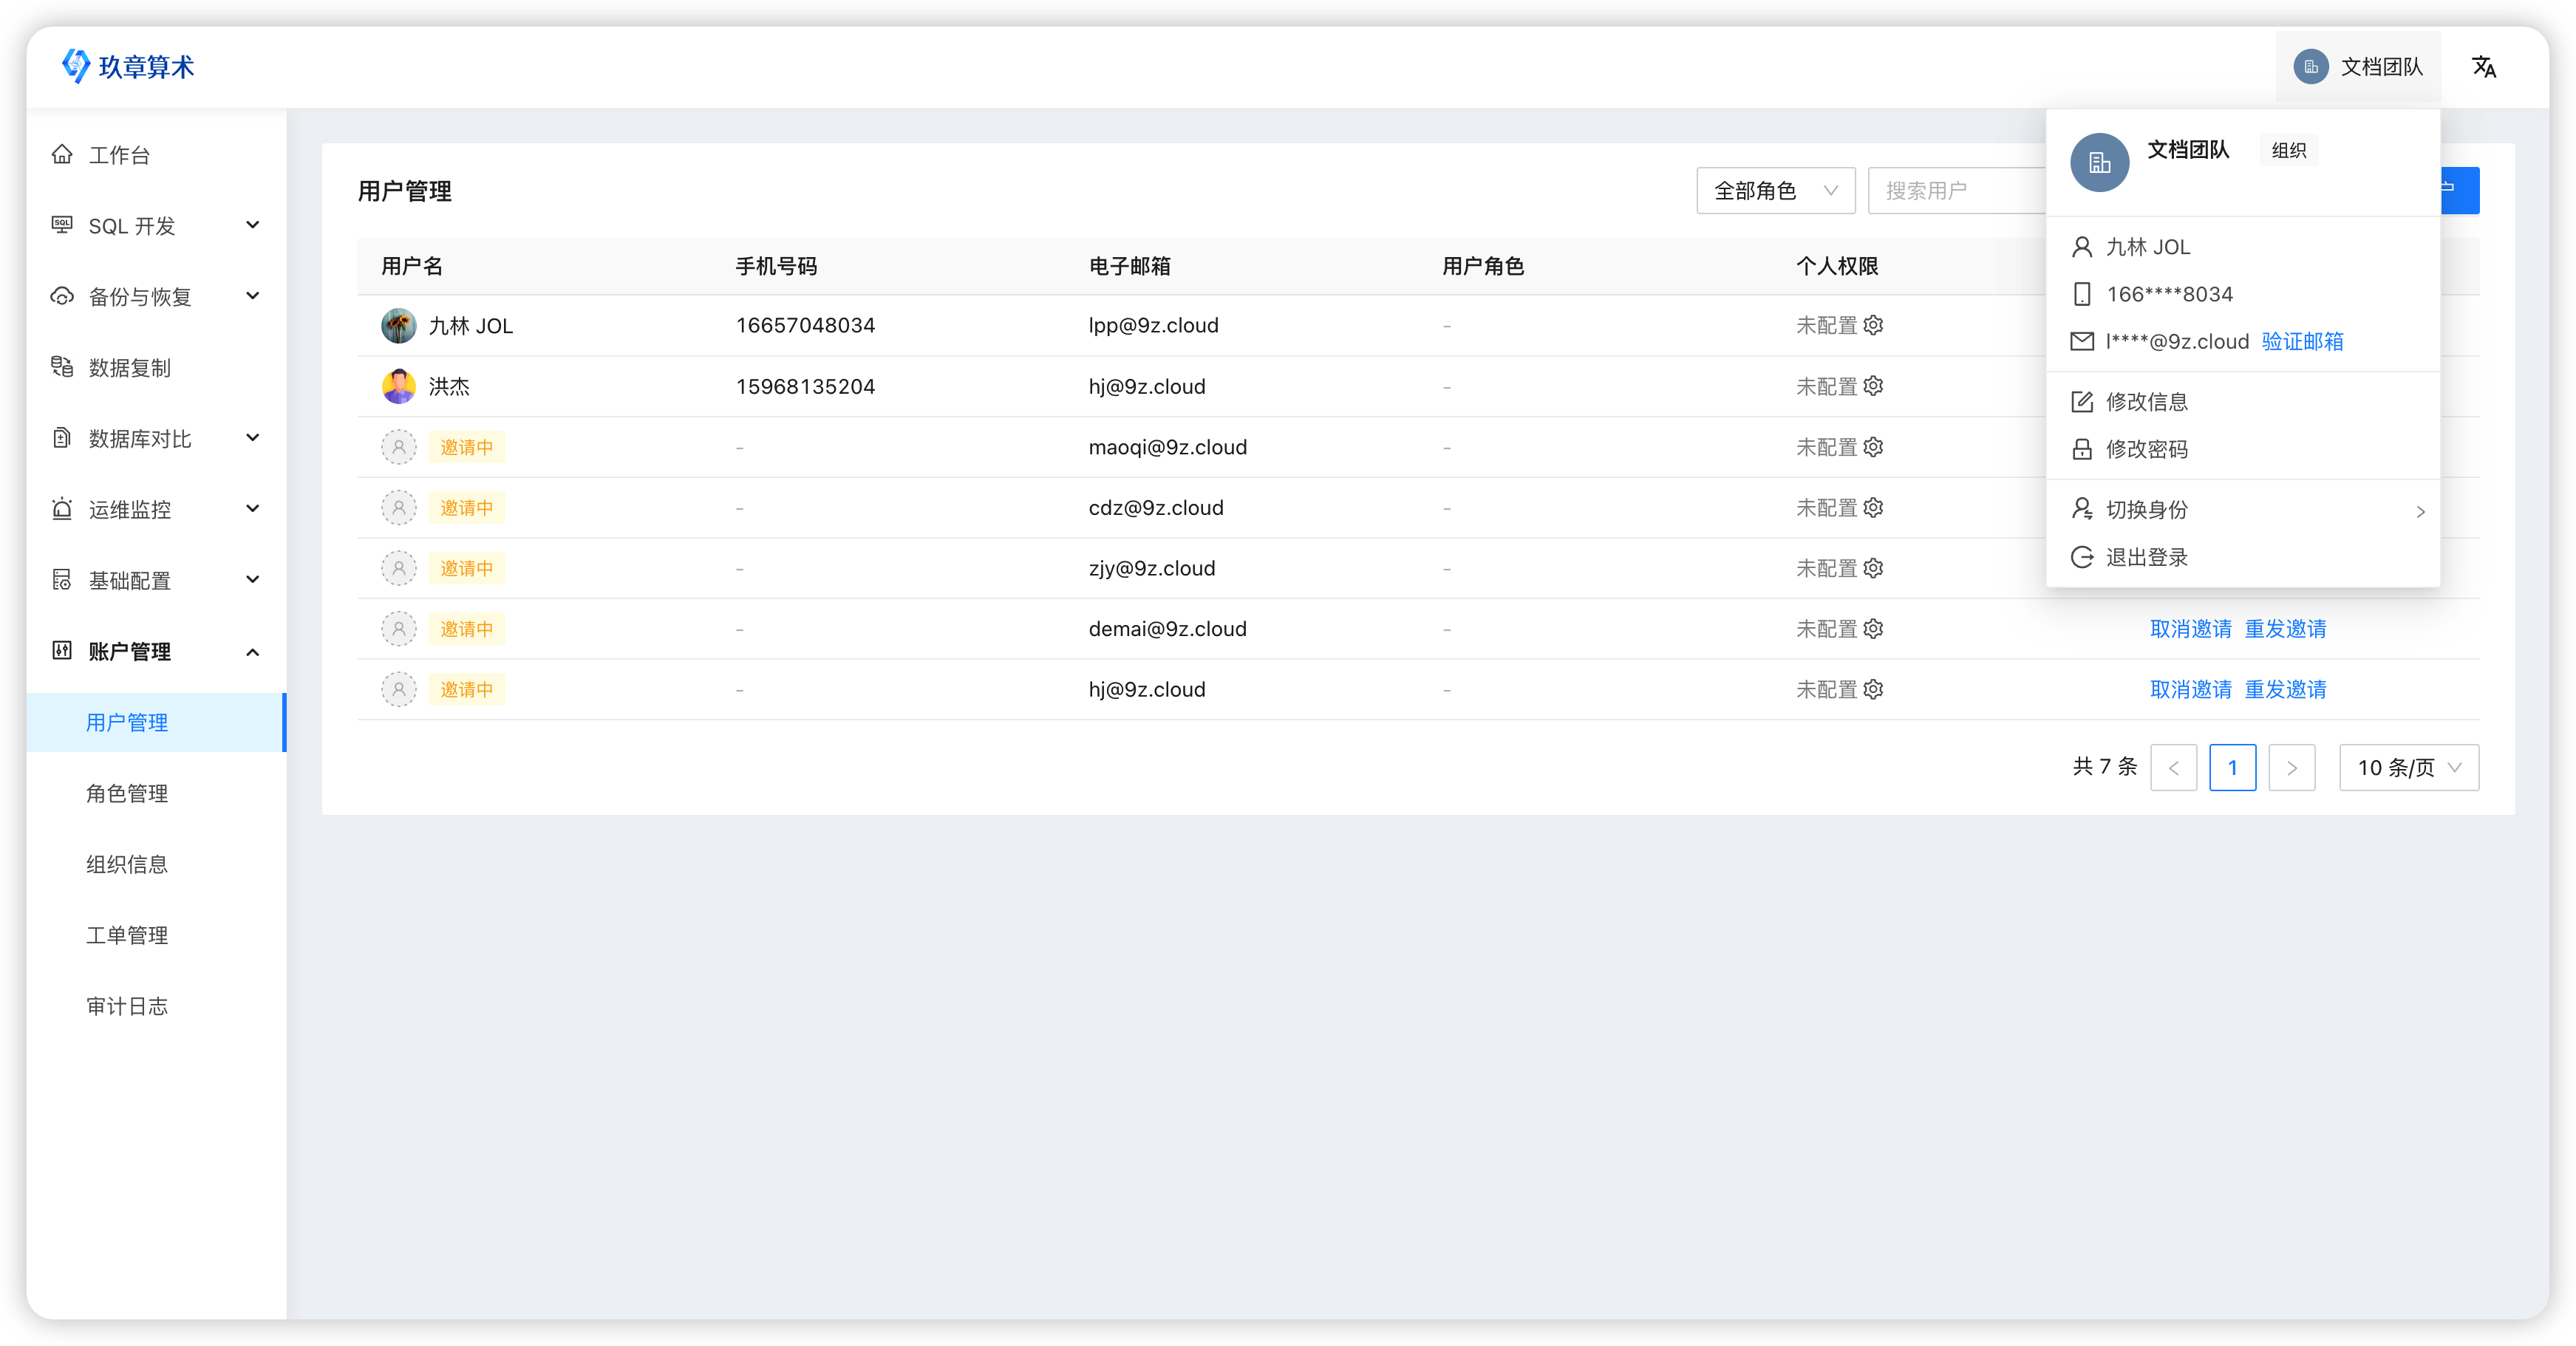 玖章算术
文档团队
工作台
SQL 开发
备份与恢复
数据复制
数据库对比
运维监控
基础配置
账户管理
用户管理
角色管理
组织信息
工单管理
审计日志
用户管理
全部角色
搜索用户
用户名 手机号码 电子邮箱 用户角色 个人权限
九林 JOL 16657048034 lpp@9z.cloud - 未配置
洪杰 15968135204 hj@9z.cloud - 未配置
邀请中 - maoqi@9z.cloud - 未配置
邀请中 - cdz@9z.cloud - 未配置
邀请中 - zjy@9z.cloud - 未配置
邀请中 - demai@9z.cloud - 未配置 取消邀请 重发邀请
邀请中 - hj@9z.cloud - 未配置 取消邀请 重发邀请
共 7 条 < 1 > 10 条/页
文档团队 组织
九林 JOL
166****8034
l****@9z.cloud 验证邮箱
修改信息
修改密码
切换身份
退出登录